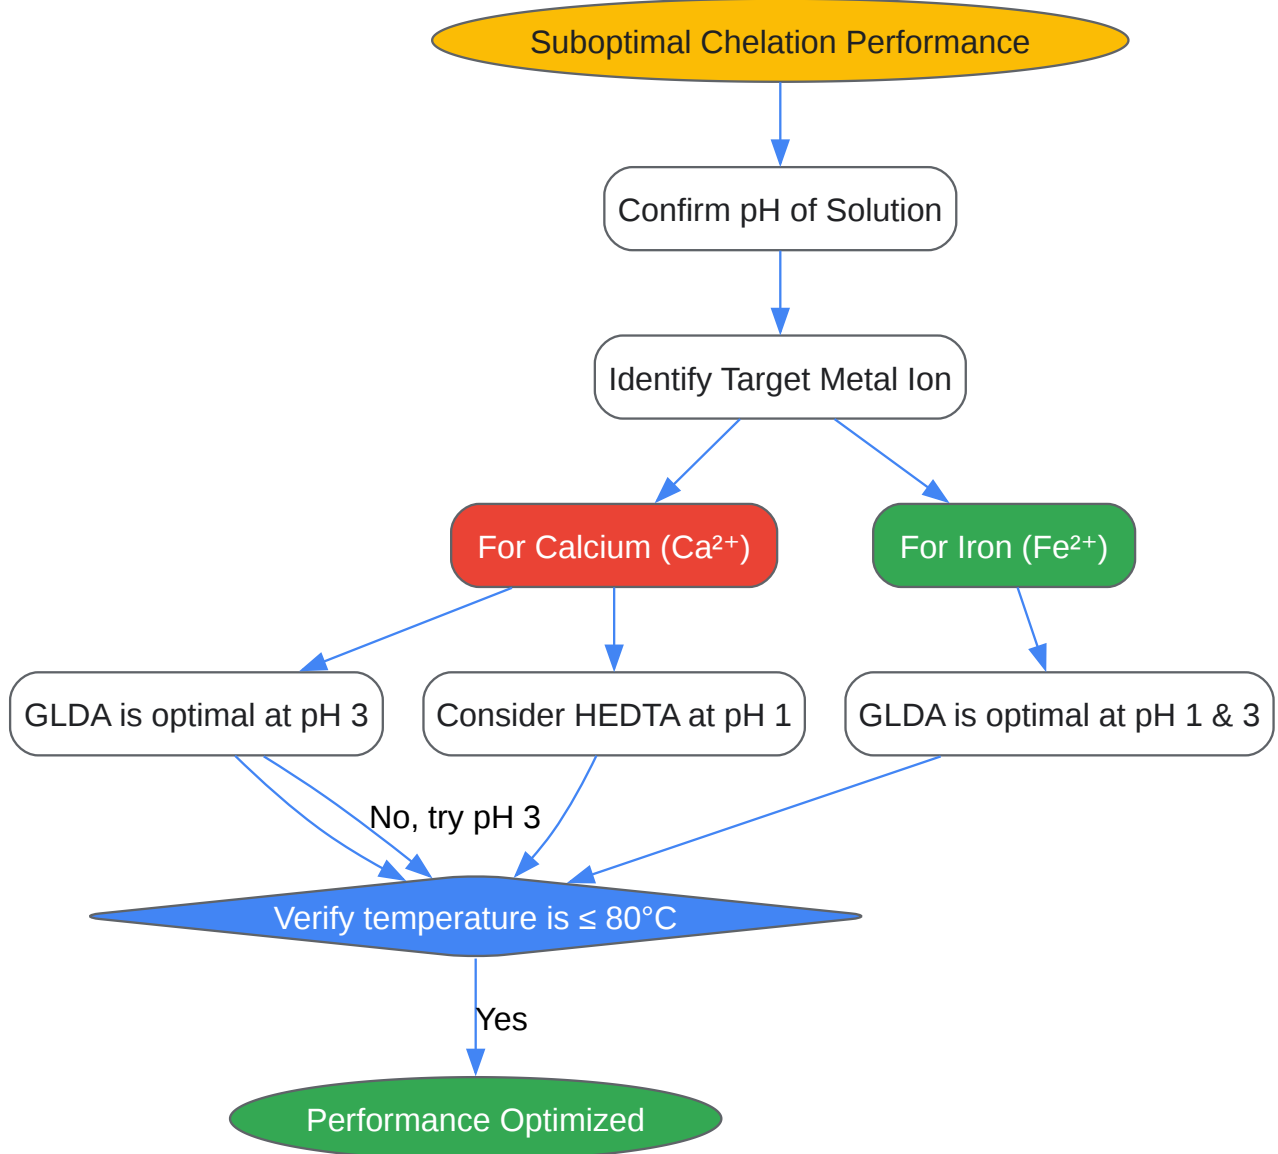 Suboptimal Chelation Performance
Confirm pH of Solution
Identify Target Metal Ion
For Calcium (Ca²⁺)
For Iron (Fe²⁺)
GLDA is optimal at pH 3
Consider HEDTA at pH 1
GLDA is optimal at pH 1 & 3
No, try pH 3
Verify temperature is ≤ 80°C
Yes
Performance Optimized